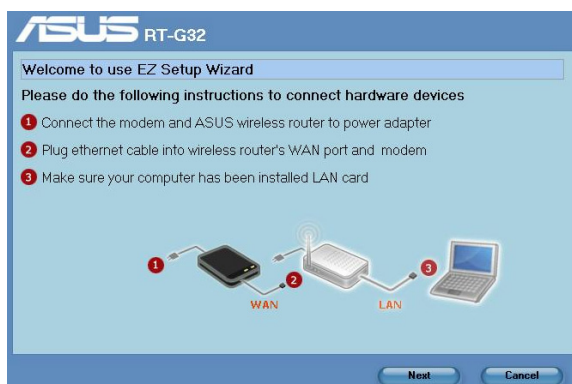 ASUS RT-G32
Welcome to use EZ Setup Wizard
Please do the following instructions to connect hardware devices
1 Connect the modem and ASUS wireless router to power adapter
2 Plug ethernet cable into wireless router's WAN port and modem
3 Make sure your computer has been installed LAN card
1
2
3
WAN
LAN
Next
Cancel